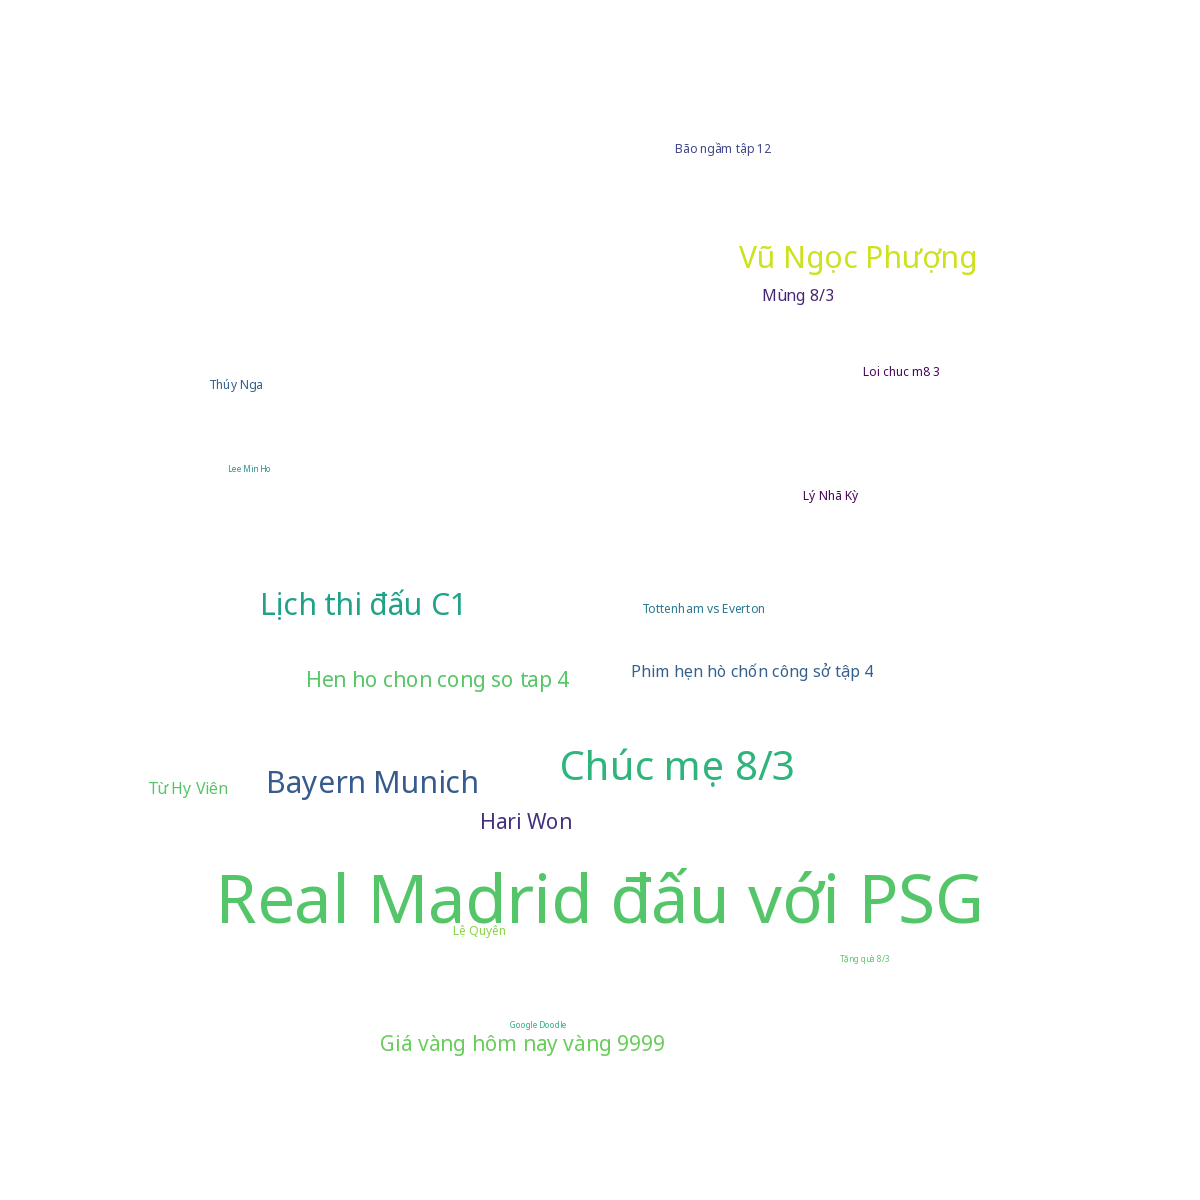 Bão ngầm tập 12
Vũ Ngọc Phượng
Mùng 8/3
Loi chuc m8 3
Thúy Nga
Lee Min Ho
Lý Nhã Kỳ
Lịch thi đấu C1
Tottenham vs Everton
Phim hẹn hò chốn công sở tập 4
Hen ho chon cong so tap 4
Chúc mẹ 8/3
Bayern Munich
Từ Hy Viên
Hari Won
Real Madrid đấu với PSG
Lệ Quyên
Tặng quà 8/3
Google Doodle
Giá vàng hôm nay vàng 9999